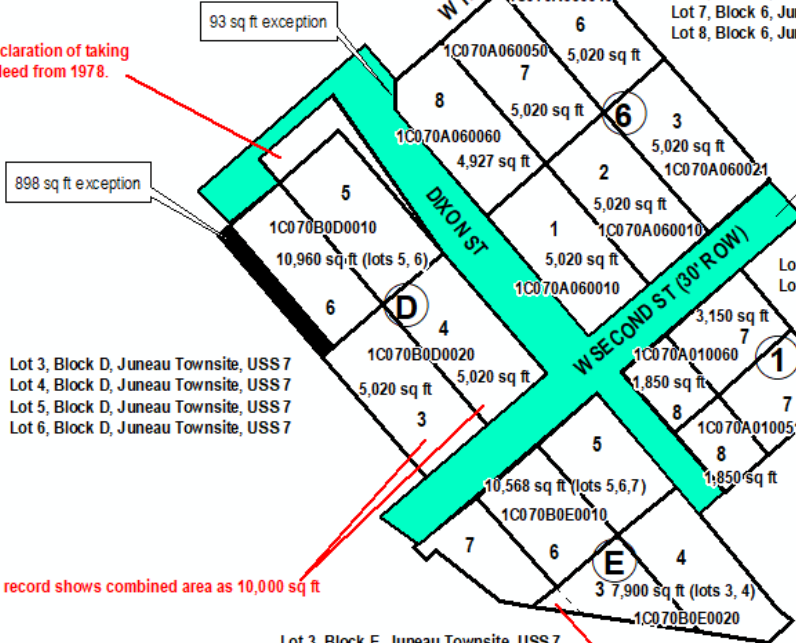 93 sq ft exception
W
Lot 7, Block 6,
Lot 8, Block 6,
claration of taking
deed from 1978.
6
5,020 sq ft
1C070A060050
7
5,020 sq ft
8
1C070A060060
4,927 sq ft
6
3
5,020 sq ft
1C070A060021
2
5,020 sq ft
1C070A060010
1
5,020 sq ft
1C070A060010
898 sq ft exception
5
1C070B0D0010
10,960 sq ft (lots 5, 6)
6
DIXON ST
D
W SECOND ST (30' ROW)
Lo
Lo
4
1C070B0D0020
5,020 sq ft
5,020 sq ft
3
3,150 sq ft
7
1C070A010060
1
1,850 sq ft
8
7
1C070A01005
8
1,850 sq ft
Lot 3, Block D, Juneau Townsite, USS 7
Lot 4, Block D, Juneau Townsite, USS 7
Lot 5, Block D, Juneau Townsite, USS 7
Lot 6, Block D, Juneau Townsite, USS 7
5
10,568 sq ft (lots 5,6,7)
1C070B0E0010
7
6
E
4
3
7,900 sq ft (lots 3, 4)
1C070B0E0020
record shows combined area as 10,000 sq ft
Lot 3, Block E, Juneau Townsite, USS 7